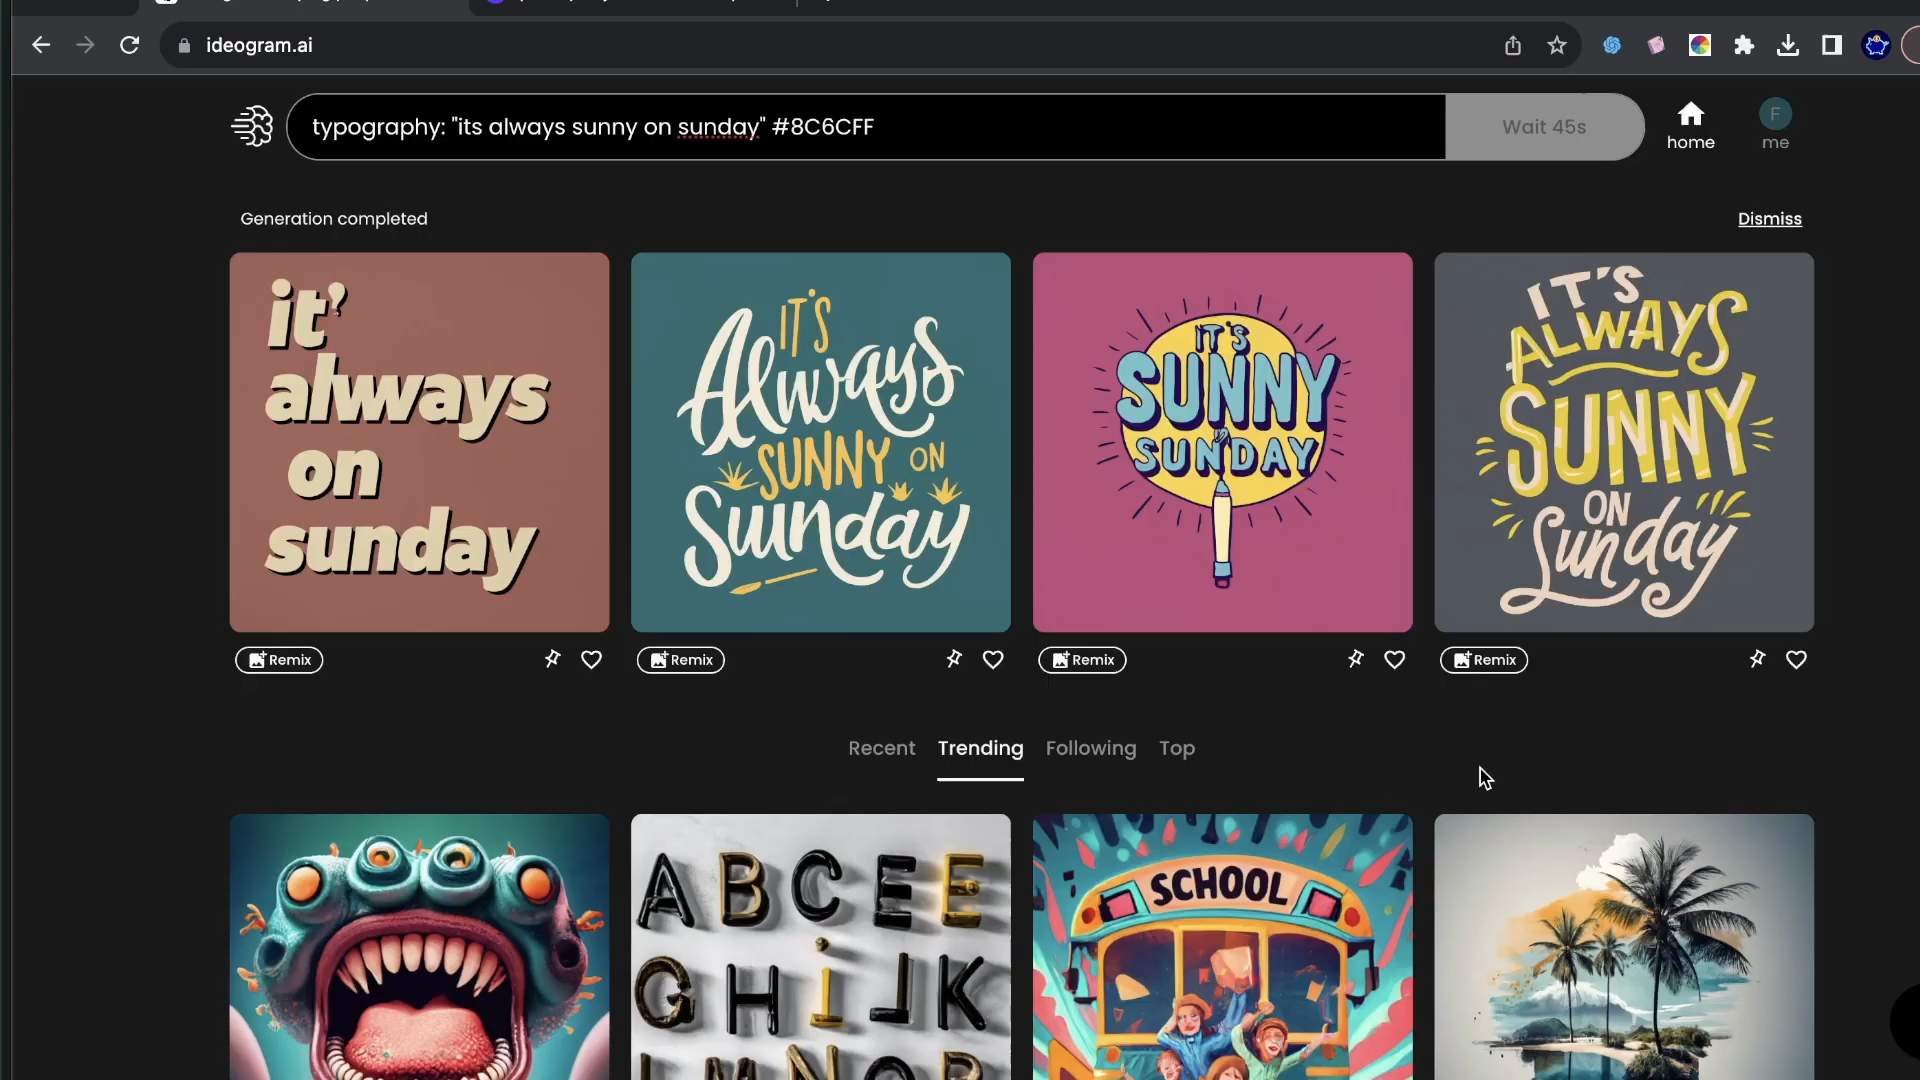 ideogram.ai
typography: "its always sunny on sunday" #8C6CFF
Wait 45s
home
F
me
Generation completed
Dismiss
it'
always
on
sunday
IT'S
Always
SUNNY ON
Sunday
IT'S
SUNNY
SUNDAY
IT'S
ALWAYS
SUNNY
ON
Sunday
Remix
Remix
Remix
Remix
Recent
Trending
Following
Top
A B C E E
G H i J K
SCHOOL